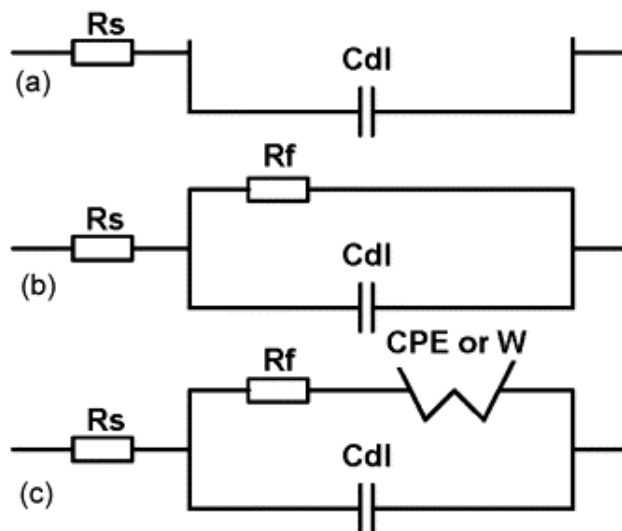 Rs
Cdl
(a)
Rf
Rs
Cdl
(b)
CPE or W
Rf
Rs
Cdl
(c)